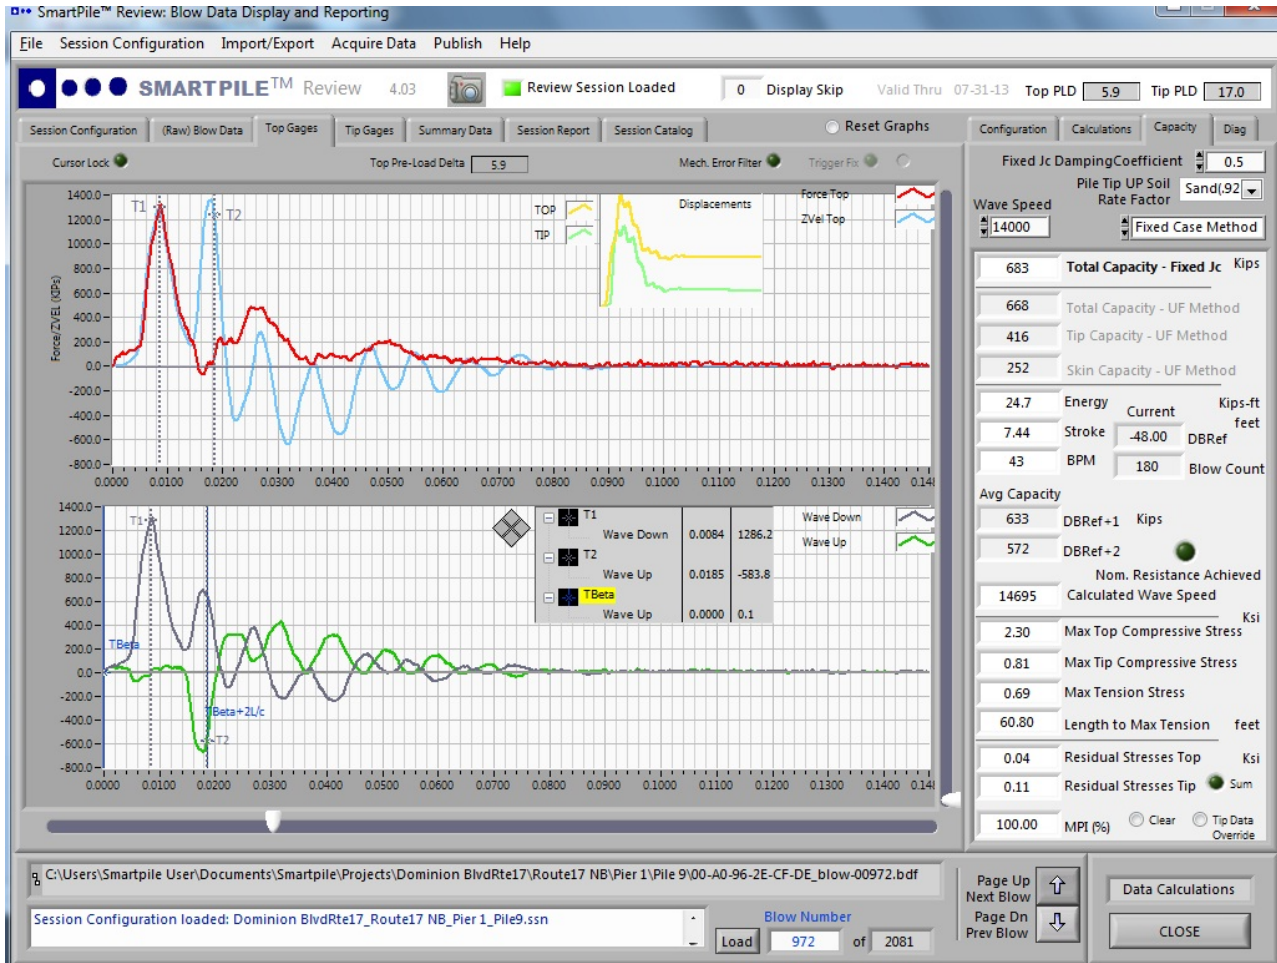 SmartPile™ Review: Blow Data Display and Reporting
File Session Configuration Import/Export Acquire Data Publish Help
SMARTPILE™ Review 4.03 Review Session Loaded 0 Display Skip Valid Thru 07-31-13 Top PLD 5.9 Tip PLD 17.0
Session Configuration (Raw) Blow Data Top Gages Tip Gages Summary Data Session Report Session Catalog Reset Graphs
Configuration Calculations Capacity Diag
Cursor Lock Top Pre-Load Delta 5.9 Mech. Error Filter Trigger Fix
Fixed Jc DampingCoefficient 0.5
Pile Tip UP Soil Rate Factor Sand(.92
Wave Speed
14000 Fixed Case Method
Force/ZVEL (KIPs)
1400.0
1200.0
1000.0
800.0
600.0
400.0
200.0
0.0
-200.0
-400.0
-600.0
-800.0
T1 T2
TOP
TIP
Displacements
Force Top
ZVel Top
0.0000 0.0100 0.0200 0.0300 0.0400 0.0500 0.0600 0.0700 0.0800 0.0900 0.1000 0.1100 0.1200 0.1300 0.1400
1400.0
1200.0
1000.0
800.0
600.0
400.0
200.0
0.0
-200.0
-400.0
-600.0
-800.0
T1
TBeta
TBeta+2L/c
T2
T1
Wave Down 0.0084 1286.2
T2
Wave Up 0.0185 -583.8
TBeta
Wave Up 0.0000 0.1
Wave Down
Wave Up
0.0000 0.0100 0.0200 0.0300 0.0400 0.0500 0.0600 0.0700 0.0800 0.0900 0.1000 0.1100 0.1200 0.1300 0.1400
683 Total Capacity - Fixed Jc Kips
668 Total Capacity - UF Method
416 Tip Capacity - UF Method
252 Skin Capacity - UF Method
24.7 Energy Current Kips-ft
7.44 Stroke -48.00 DBRef feet
43 BPM 180 Blow Count
Avg Capacity
633 DBRef+1 Kips
572 DBRef+2
Nom. Resistance Achieved
14695 Calculated Wave Speed
Ksi
2.30 Max Top Compressive Stress
0.81 Max Tip Compressive Stress
0.69 Max Tension Stress
60.80 Length to Max Tension feet
0.04 Residual Stresses Top Ksi
0.11 Residual Stresses Tip Sum
100.00 MPI (%) Clear Tip Data Override
C:\Users\Smartpile User\Documents\Smartpile\Projects\Dominion BlvdRte17\Route17 NB\Pier 1\Pile 9\00-A0-96-2E-CF-DE_blow-00972.bdf
Session Configuration loaded: Dominion BlvdRte17_Route17 NB_Pier 1_Pile9.ssn
Blow Number
Load 972 of 2081
Page Up
Next Blow
Page Dn
Prev Blow
Data Calculations
CLOSE